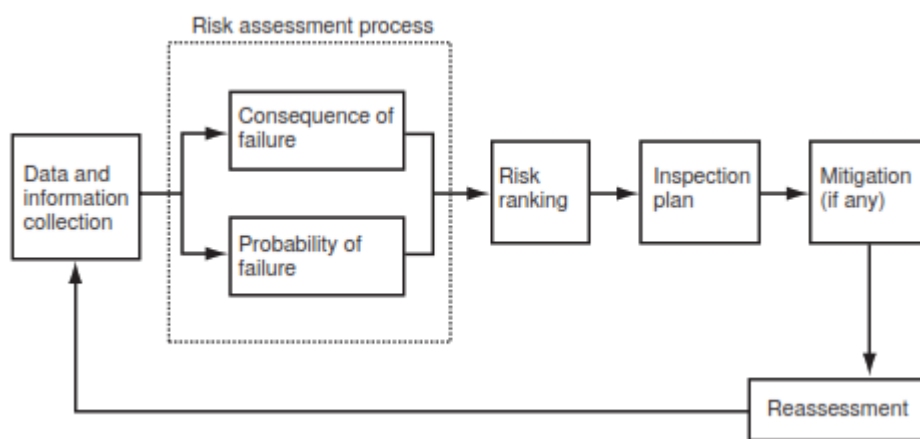 Risk assessment process
Consequence of
failure
Data and
information
collection
Probability of
failure
Risk
ranking
Inspection
plan
Mitigation
(if any)
Reassessment